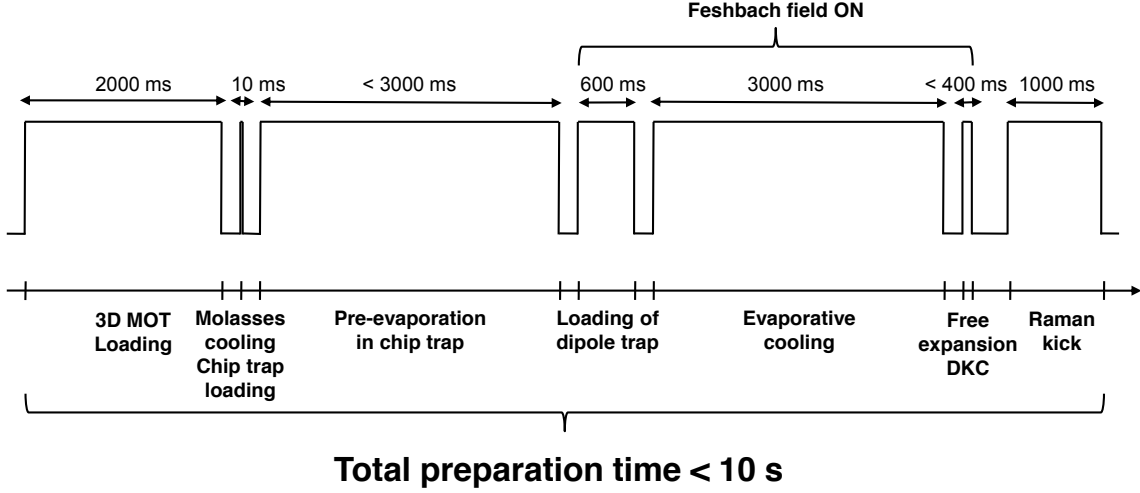 Feshbach field ON
2000 ms
10 ms
< 3000 ms
600 ms
3000 ms
< 400 ms
1000 ms
3D MOT
Loading
Molasses
cooling
Chip trap
loading
Pre-evaporation
in chip trap
Loading of
dipole trap
Evaporative
cooling
Free
expansion
DKC
Raman
kick
Total preparation time < 10 s